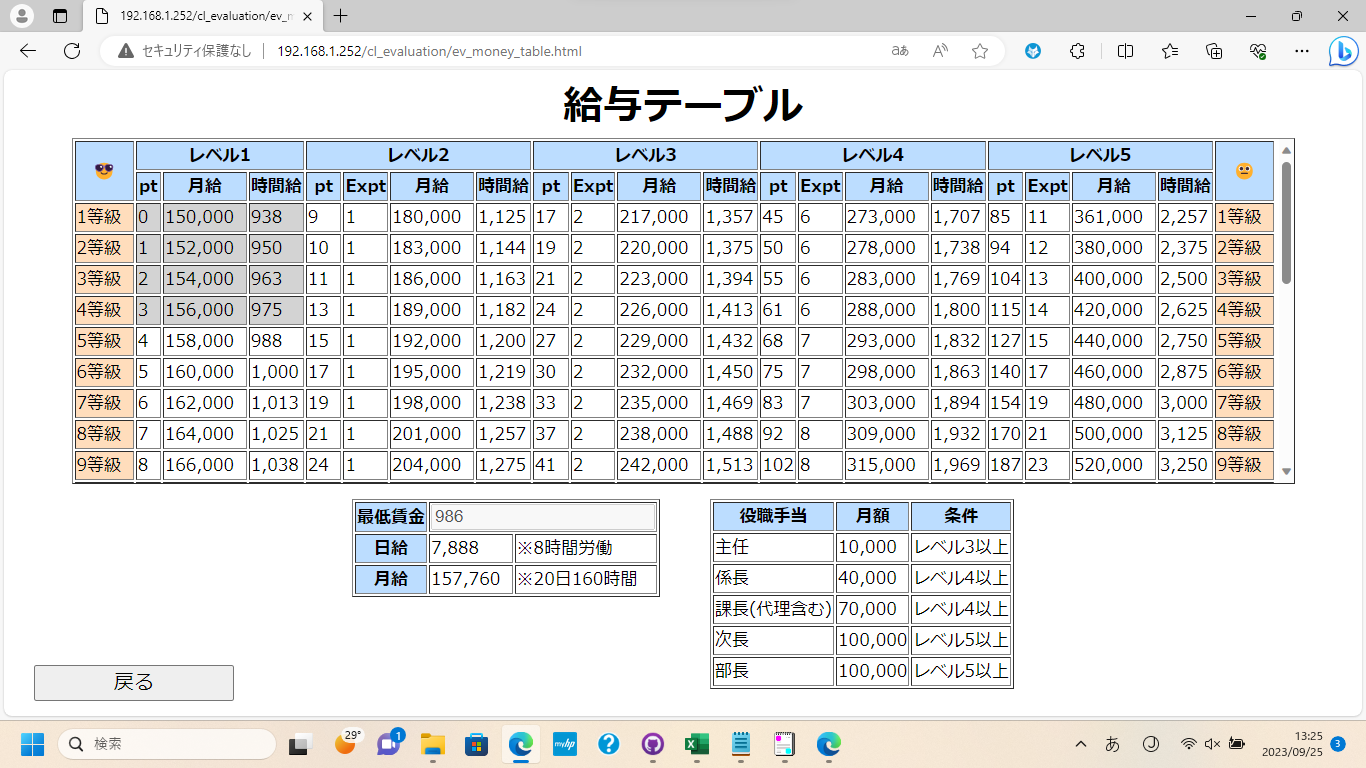 192.168.1.252/cl_evaluation/ev_m
セキュリティ保護なし 192.168.1.252/cl_evaluation/ev_money_table.html
給与テーブル
レベル1 レベル2 レベル3 レベル4 レベル5
pt 月給 時間給 pt Expt 月給 時間給 pt Expt 月給 時間給 pt Expt 月給 時間給 pt Expt 月給 時間給
1等級 0 150,000 938 9 1 180,000 1,125 17 2 217,000 1,357 45 6 273,000 1,707 85 11 361,000 2,257 1等級
2等級 1 152,000 950 10 1 183,000 1,144 19 2 220,000 1,375 50 6 278,000 1,738 94 12 380,000 2,375 2等級
3等級 2 154,000 963 11 1 186,000 1,163 21 2 223,000 1,394 55 6 283,000 1,769 104 13 400,000 2,500 3等級
4等級 3 156,000 975 13 1 189,000 1,182 24 2 226,000 1,413 61 6 288,000 1,800 115 14 420,000 2,625 4等級
5等級 4 158,000 988 15 1 192,000 1,200 27 2 229,000 1,432 68 7 293,000 1,832 127 15 440,000 2,750 5等級
6等級 5 160,000 1,000 17 1 195,000 1,219 30 2 232,000 1,450 75 7 298,000 1,863 140 17 460,000 2,875 6等級
7等級 6 162,000 1,013 19 1 198,000 1,238 33 2 235,000 1,469 83 7 303,000 1,894 154 19 480,000 3,000 7等級
8等級 7 164,000 1,025 21 1 201,000 1,257 37 2 238,000 1,488 92 8 309,000 1,932 170 21 500,000 3,125 8等級
9等級 8 166,000 1,038 24 1 204,000 1,275 41 2 242,000 1,513 102 8 315,000 1,969 187 23 520,000 3,250 9等級
最低賃金 986
日給 7,888 ※8時間労働
月給 157,760 ※20日160時間
役職手当 月額 条件
主任 10,000 レベル3以上
係長 40,000 レベル4以上
課長(代理含む) 70,000 レベル4以上
次長 100,000 レベル5以上
部長 100,000 レベル5以上
戻る
検索
29°
1
myhp
あ
13:25
2023/09/25
3